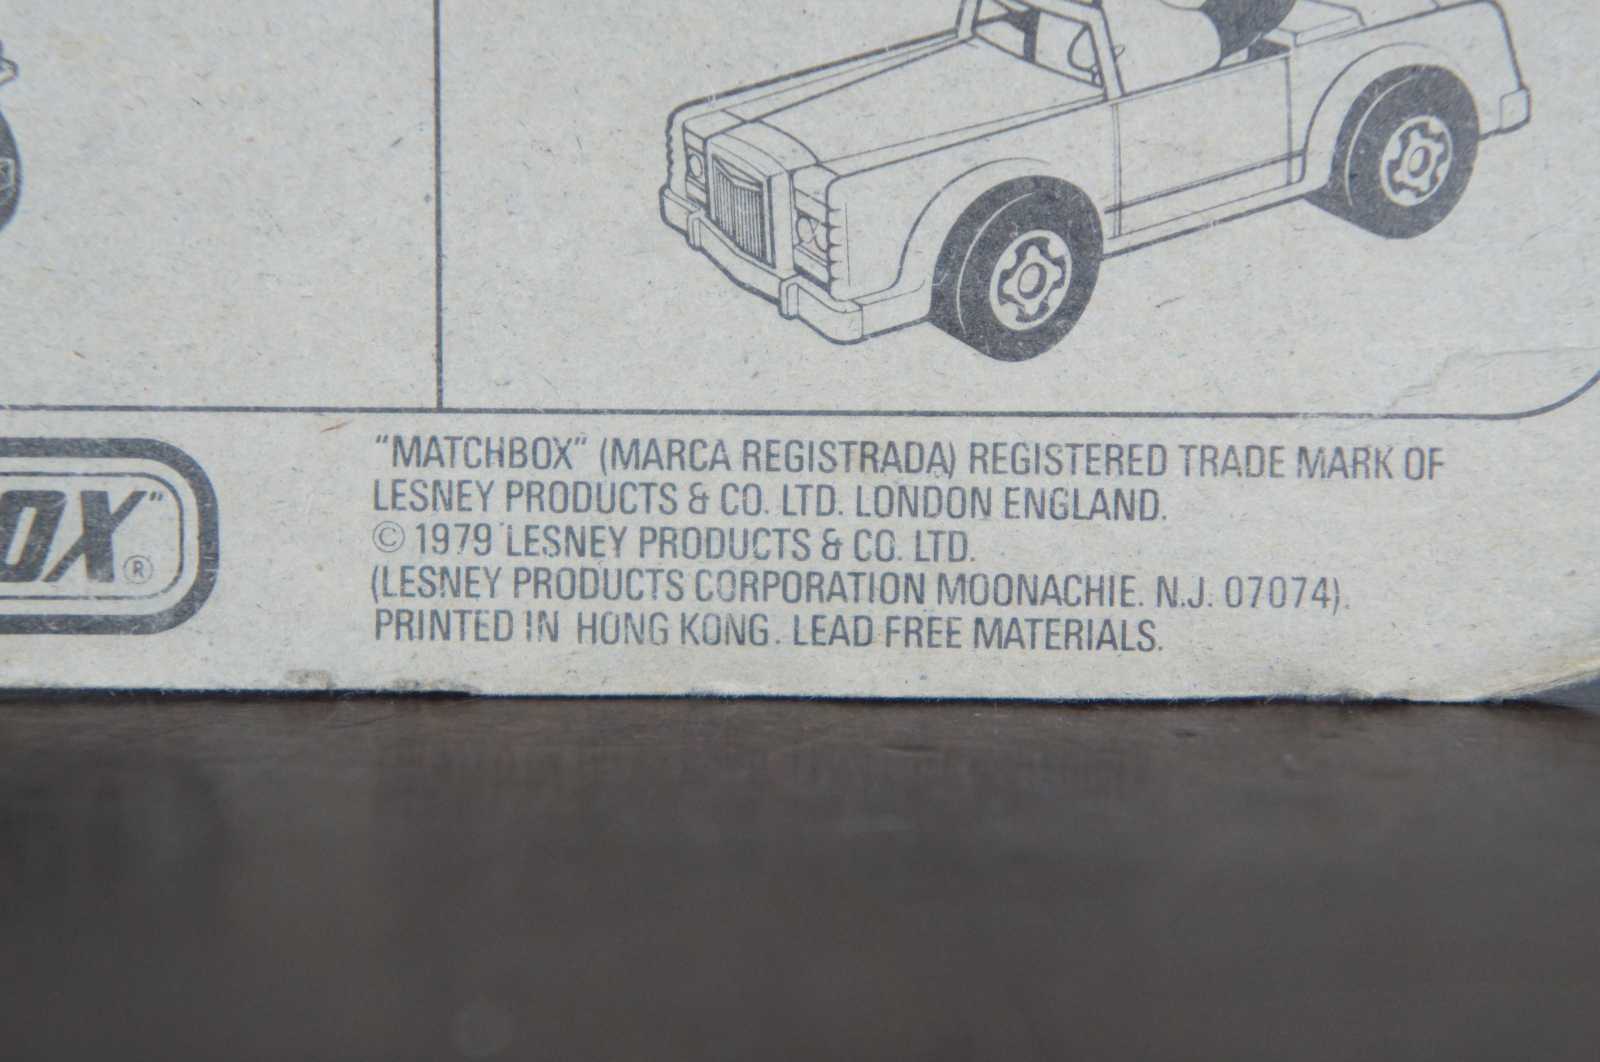 OX"®
"MATCHBOX" (MARCA REGISTRADA) REGISTERED TRADE MARK OF
LESNEY PRODUCTS & CO. LTD. LONDON ENGLAND.
© 1979 LESNEY PRODUCTS & CO. LTD.
(LESNEY PRODUCTS CORPORATION MOONACHIE. N.J. 07074).
PRINTED IN HONG KONG. LEAD FREE MATERIALS.